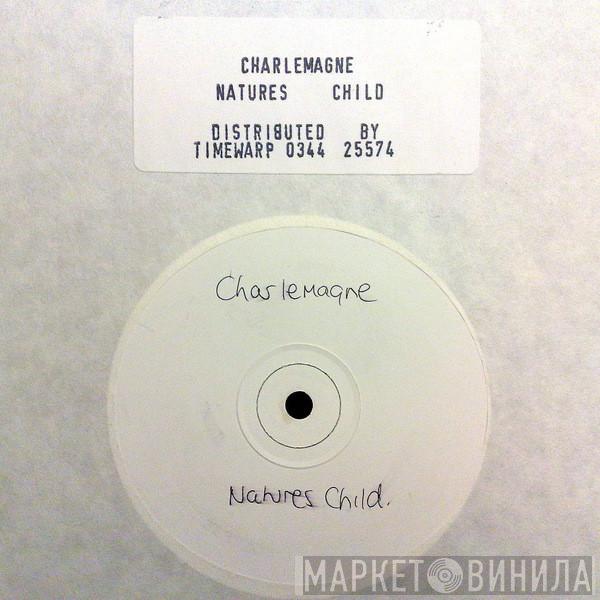 CHARLEMAGNE
NATURES CHILD
DISTRIBUTED BY
TIMEWARP 0344 25574
Charlemagne
Natures Child.
МАРКЕТ ВИНИЛА